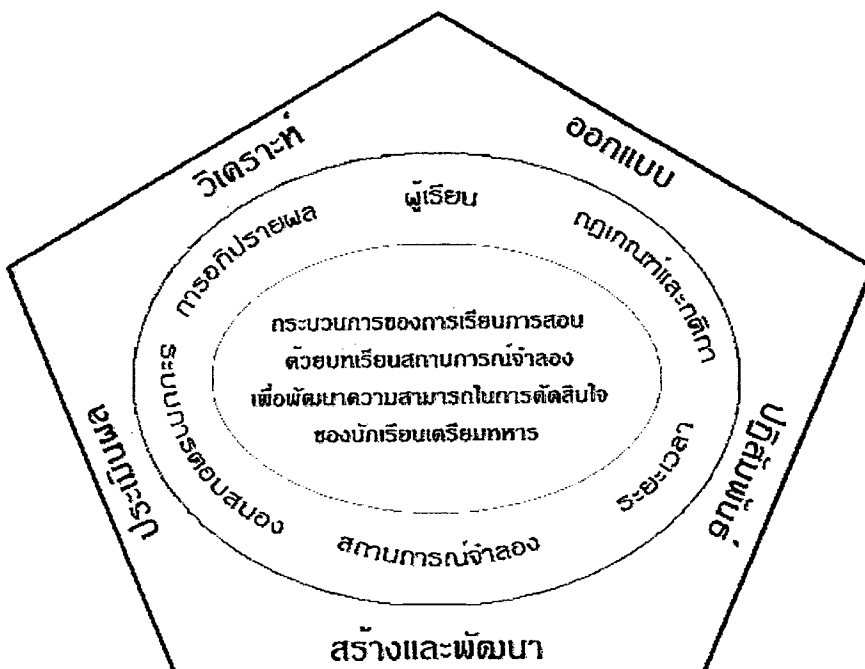 วิเคราะห์
ออกแบบ
ผู้เรียน
การอภิปรายผล
กฎเกณฑ์และกติกา
กระบวนการของการเรียนการสอน
ด้วยบทเรียนสถานการณ์จำลอง
เพื่อพัฒนาความสามารถในการตัดสินใจ
ของนักเรียนเตรียมทหาร
ระบบการตอบสนอง
ระยะเวลา
ประเมินผล
ปฏิสัมพันธ์
สถานการณ์จำลอง
สร้างและพัฒนา